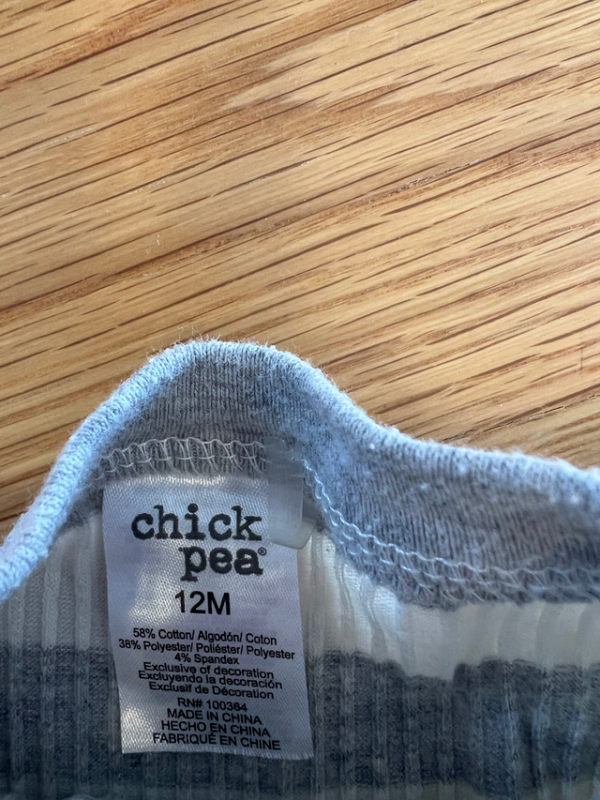 chick
pea®
12M
58% Cotton/ Algodón/ Coton
38% Polyester/ Poliéster/ Polyester
4% Spandex
Exclusive of decoration
Excluyendo la decoración
Exclusif de Décoration
RN# 100364
MADE IN CHINA
HECHO EN CHINA
FABRIQUÉ EN CHINE